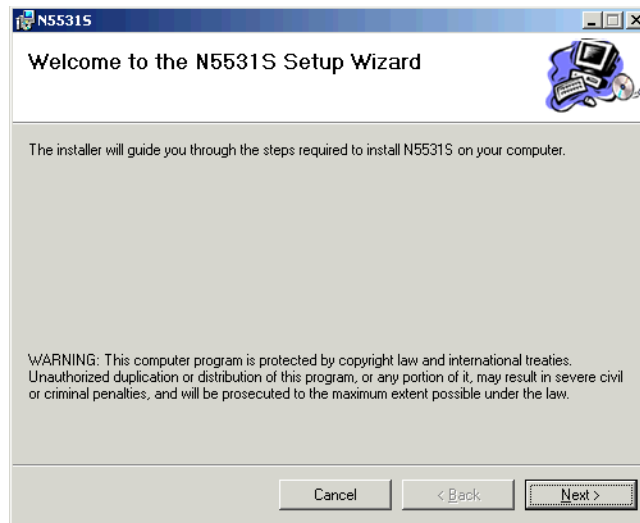 N5531S
Welcome to the N5531S Setup Wizard
The installer will guide you through the steps required to install N5531S on your computer.
WARNING: This computer program is protected by copyright law and international treaties.
Unauthorized duplication or distribution of this program, or any portion of it, may result in severe civil
or criminal penalties, and will be prosecuted to the maximum extent possible under the law.
Cancel
< Back
Next >